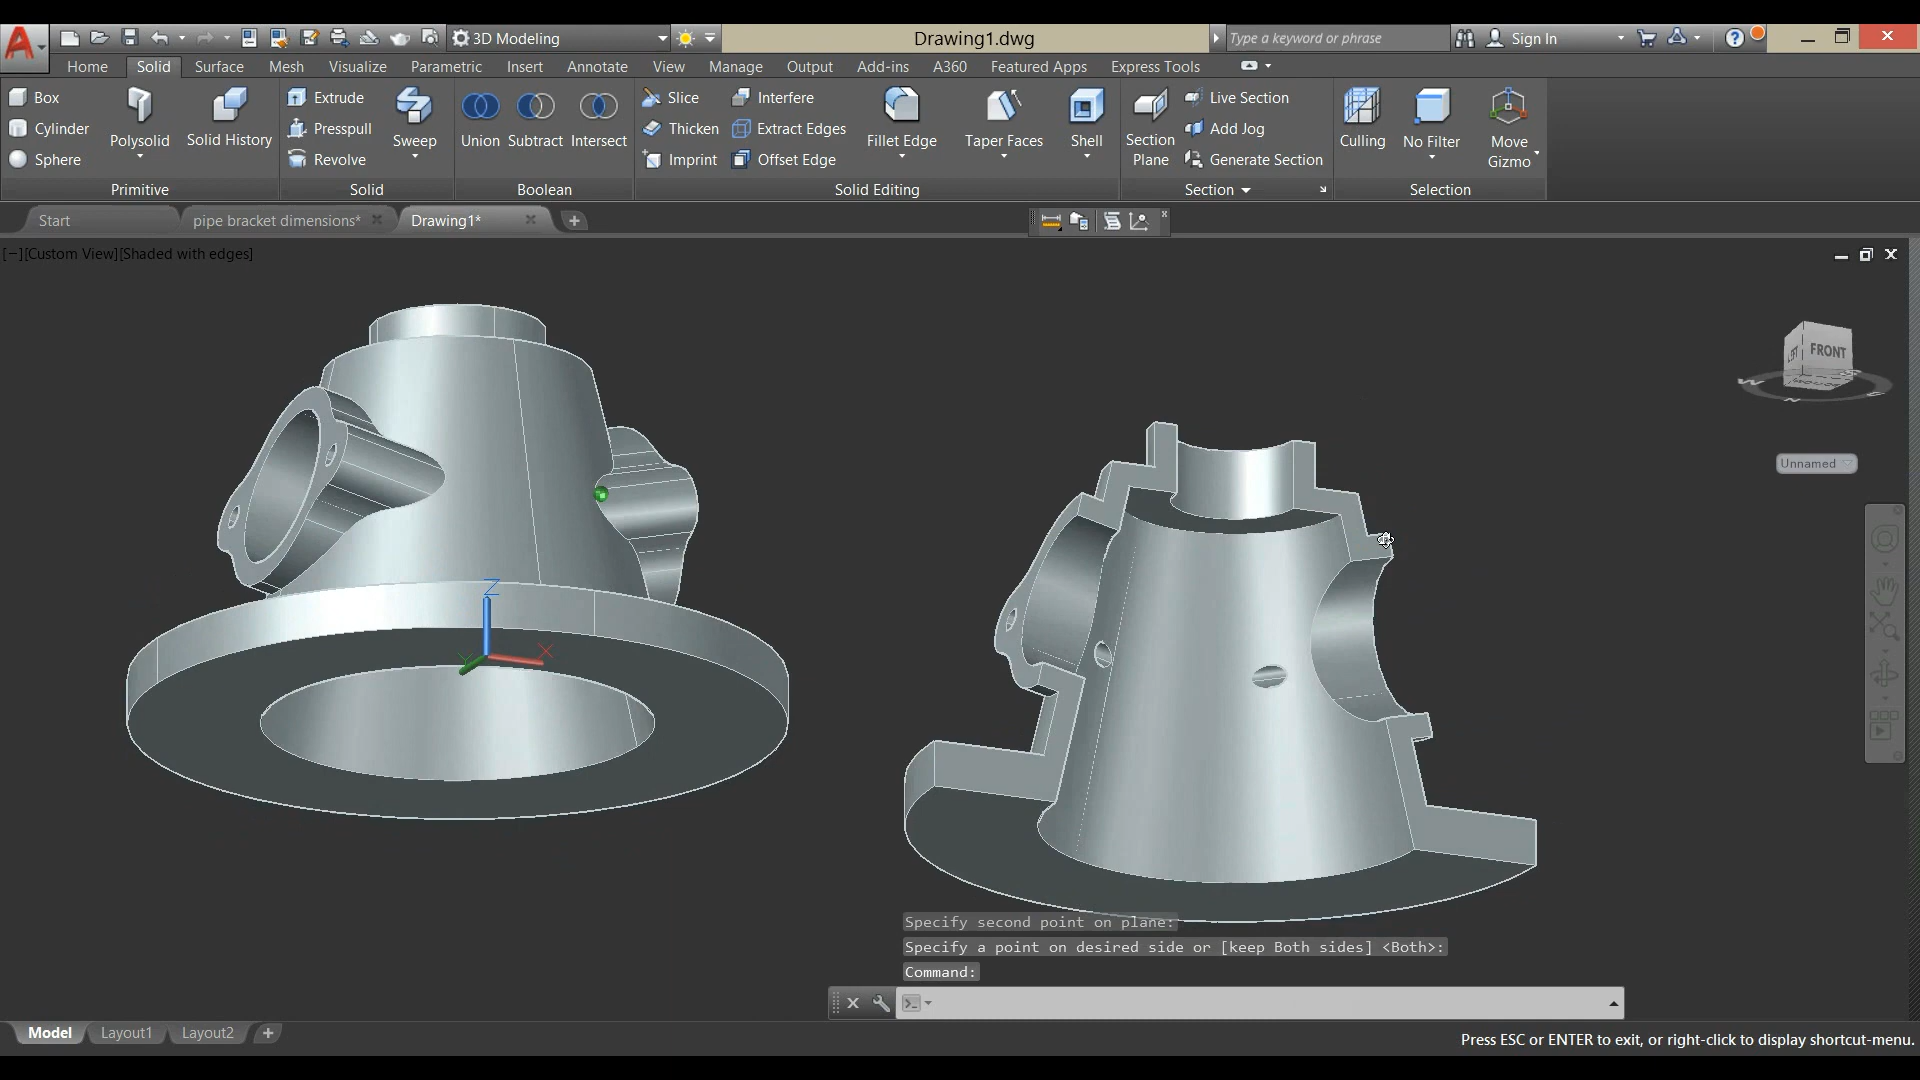 3D Modeling
Drawing1.dwg
Type a keyword or phrase
Sign In
Home Solid Surface Mesh Visualize Parametric Insert Annotate View Manage Output Add-ins A360 Featured Apps Express Tools
Box
Cylinder
Sphere
Polysolid
Solid History
Primitive
Extrude
Presspull
Revolve
Sweep
Solid
Union
Subtract
Intersect
Boolean
Slice
Thicken
Imprint
Interfere
Extract Edges
Offset Edge
Fillet Edge
Taper Faces
Shell
Solid Editing
Section
Plane
Live Section
Add Jog
Generate Section
Section
Culling
No Filter
Move
Gizmo
Selection
Start
pipe bracket dimensions*
Drawing1*
[−][Custom View][Shaded with edges]
LEFT
FRONT
W
S
Unnamed
Z
Y
X
Specify second point on plane:
Specify a point on desired side or [keep Both sides] <Both>:
Command:
Model
Layout1
Layout2
Press ESC or ENTER to exit, or right-click to display shortcut-menu.